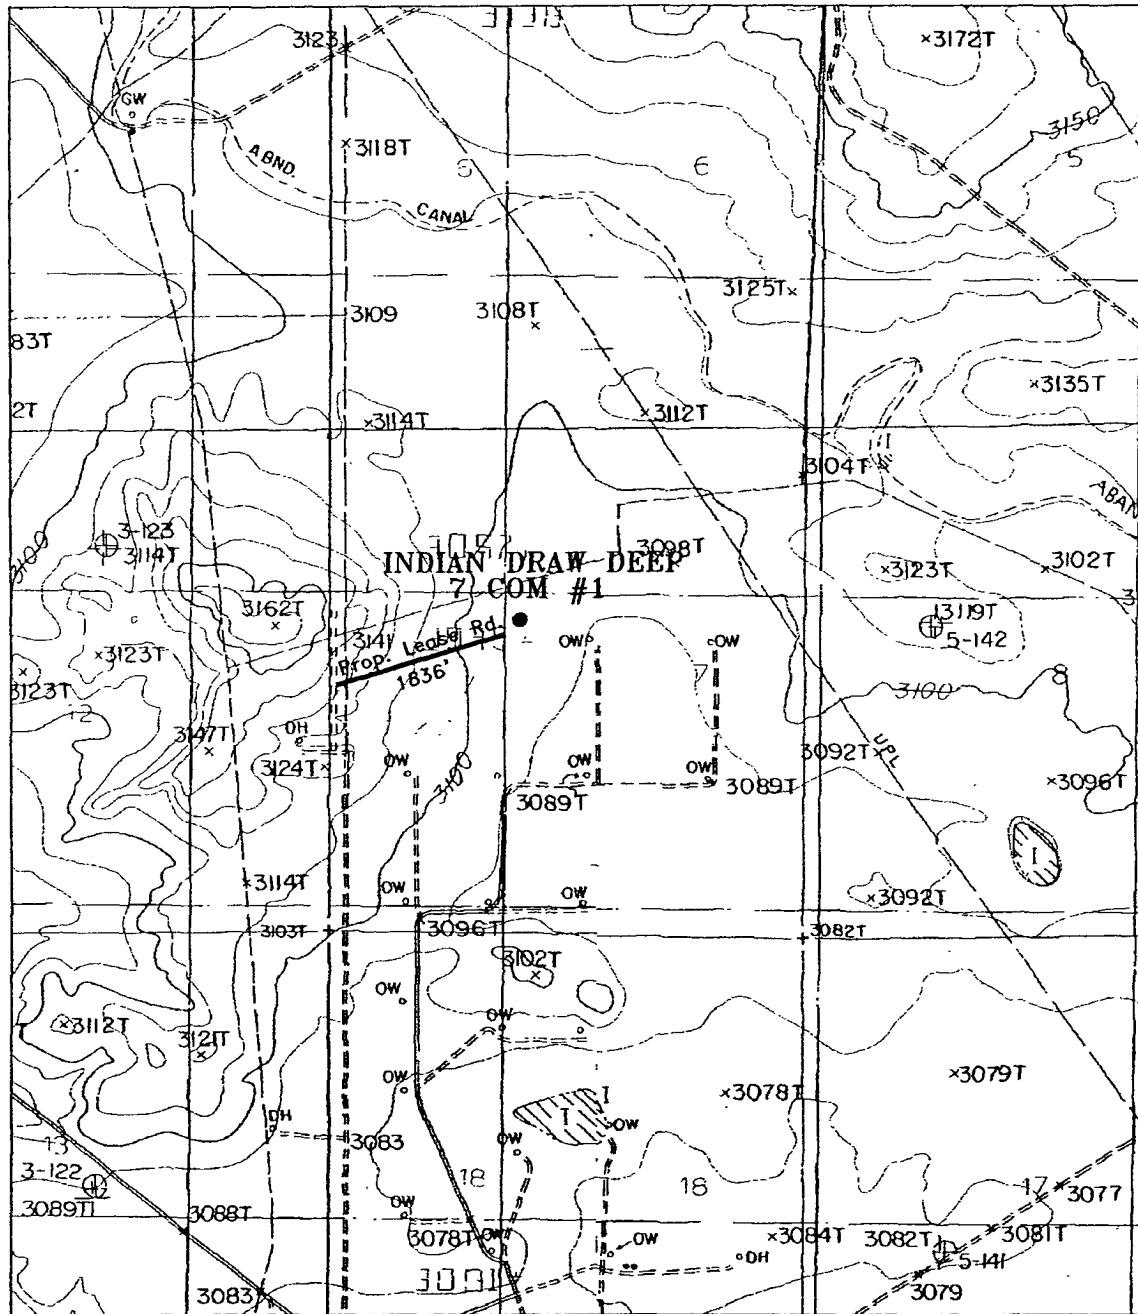 3123
×3172T
GW
3150
ABND.
×3118T
6
6
5
CANAL
3125T×
3109
3108T
83T
×3135T
2T
×3114T
×3112T
I
3104T
ABAN
3-123
3114T
3100
3098T
INDIAN DRAW DEEP
7 COM #1
×3123T
×3102T
3162T
13119T
5-142
3141
Prop. Lease Rd.
1836'
OW
OW
×3123T
3123T
7
8
3100
12
3147T
OH
3124T×
OW
OW
OW
3092T
UPL
3100
3089T
3089T
×3096T
I
×3114T
OW
OW
×3092T
3103T
3096T
3082T
3102T
OW
OW
×3112T
3121T
OW
×3078T
×3079T
I
I
DH
OW
13
3083
OW
3-122
3089T
18
18
17
×3077
3088T
OW
3078T
OW
OW
×3084T
3082T
×3081T
DH
5-141
3083
3079